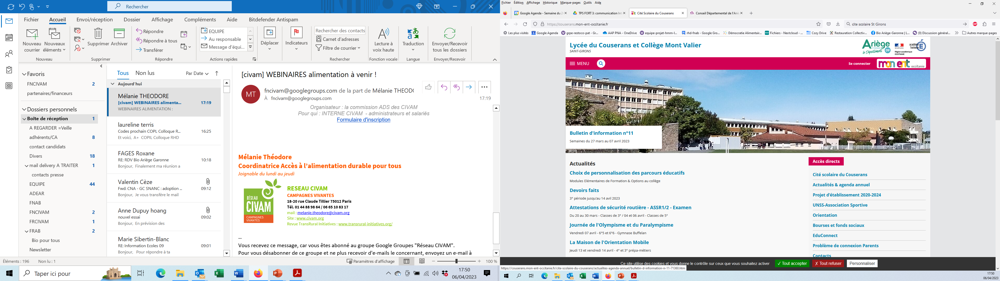 Rechercher
Fichier Accueil Envoi/réception Dossier Affichage Compléments Aide Bitdefender Antispam
Nouveau courrier
Nouveaux éléments
Nouveau
Supprimer
Archiver
Supprimer
Répondre
Répondre à tous
Transférer
Répondre
EQUIPE
Au responsable
Message d'équi...
Actions rapides
Déplacer
Indicateurs
Rechercher des contacts
Carnet d'adresses
Filtre de courrier
Rechercher
Lecture à voix haute
Fonction vocale
Traduction
Langue
Envoyer/Recevoir tous les dossiers
Envoyer/Recevoir
Favoris
FNCIVAM 2
partenaires/financeurs
Dossiers personnels
Boîte de réception 1
A REGARDER =Veille
adhérents/CA 8
contact candidats
Divers 18
mail delivery A TRAITER 1
contacts presse
EQUIPE 44
ADEAR
FNAB
FNCIVAM 2
FRCIVAM 1
FRAB 2
Bio pour tous
Newsletter
Tous Non lus Par Date
Aujourd'hui
Mélanie THEODORE
[civam] WEBINAIRES alimenta... 17:19
WEBINAIRES ALIMENTATION :
laureline terris
Codes prochain COPL Colloque R... 16:25
Et voici, A+ COPIL Colloque RHD
FAGES Roxane
RE: RDV Bio Ariège Garonne 10:18
Bonjour, Finalement ma réunion a
Valentin Cèze
Fwd: CNA - GC SNANC : adoption ... 09:12
Bonjour, Je vous transfère le mail
Anne Dupuy hoang
nouvel essai 09:02
Bonjour, En prévision des
Marie Sibertin-Blanc
RE: Information Ecoles 09 09:01
Bonjour, Pour répondre à ta
[civam] WEBINAIRES alimentation à venir !
MT
fncivam@googlegroups.com de la part de Mélanie THEODO
À fncivam@googlegroups.com 17:19
Organisateur : la commission ADS des CIVAM
Pour qui : INTERNE CIVAM - administrateurs et salariés
Formulaire d'inscription
Mélanie Théodore
Coordinatrice Accès à l'alimentation durable pour tous
Joignable du lundi au jeudi
RÉSEAU
CIVAM
CAMPAGNES
VIVANTES
RESEAU CIVAM
CAMPAGNES VIVANTES
18-20 rue Claude Tillier 75012 Paris
Tél. 01 44 88 98 64 / 06 65 10 83 17
mail : melanie.theodore@civam.org
Site : www.civam.org
Revue TransRural Initiatives : www.transrural-initiatives.org/
--
Vous recevez ce message, car vous êtes abonné au groupe Google Groupes "Réseau CIVAM".
Pour vous désabonner de ce groupe et ne plus recevoir d'e-mails le concernant, envoyez un e-mail à
Éléments : 196 Non lu : 1
Paramètres d'affichage
100 %
Taper ici pour
17:50
06/04/2023
Fichier Édition Affichage Historique Marque-pages Outils Aide
Google Agenda - Semaine du 2
TPS FORT 3: communication Int
Cité Scolaire du Couserans
Conseil Départemental de l'Ariè
https://couserans.mon-ent-occitanie.fr
cite scolaire St Girons
Les plus visités
Google Agenda
grpe-restoco-pat - Gr...
AAP PNA - OneDrive
equipe-projet-hmm-l...
rhd-fnab - Google Gro...
Démocratie Alimentair...
Fichiers - Nextcloud - ...
Cozy Drive
Restauration Collectiv...
Bio Ariège-Garonne | L...
(9) Discussion général...
Autres marque-pages
Lycée du Couserans et Collège Mont Valier
SAINT-GIRONS
Ariège
le Département 09
Région académique
OCCITANIE
académie
Toulouse
MENU
Se connecter
mon ent occitanie
Bulletin d'information n°11
Semaines du 27 mars au 07 avril 2023
Actualités
Choix de personnalisation des parcours éducatifs
Modules Elémentaires de Formation & Options au collège
Devoirs faits
3° période jusqu'au 14 avil 2023
Attestations de sécurité routière - ASSR1/2 - Examen
Du 20 au 30 mars - Classes de 3° / 04 et 06 avril - Classes de 5°
Journée de l'Olympisme et du Paralympisme
Vendredi 07 avril - 6°5 et 6°6 - Gymnase Buffelan
La Maison de l'Orientation Mobile
Jeudi 13 et vendredi 14 avril - 4° et 3° prépa-métiers
Accès directs
Cité scolaire du Couserans
Actualités & agenda annuel
Projet d'établissement 2020-2024
UNSS-Association Sportive
Orientation
Bourses et fonds sociaux
EduConnect
Problème de connexion Parents
Contacts
Ce site utilise des cookies et vous donne le contrôle sur ceux que vous souhaitez activer
✓ Tout accepter
✗ Tout refuser
Personnaliser
https://couserans.mon-ent-occitanie.fr/cite-scolaire-du-couserans/actualites-agenda-annuel/bulletin-d-information-n-11-71360.htm
17:50
06/04/2023